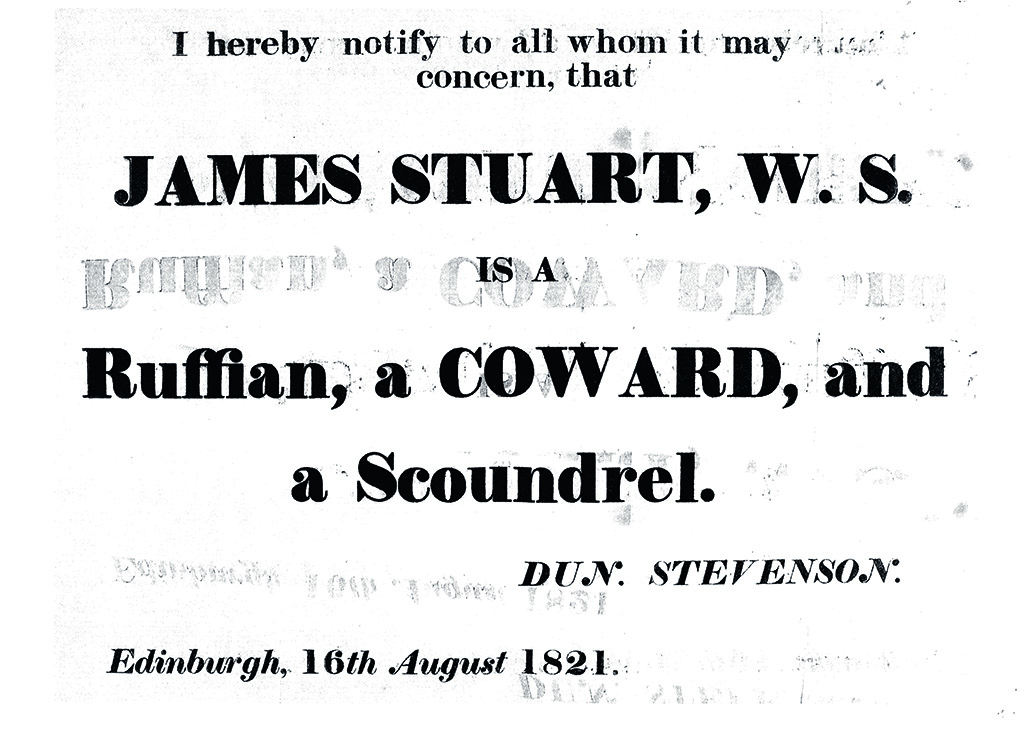 I hereby notify to all whom it may
concern, that
JAMES STUART, W. S.
IS A
Ruffian, a COWARD, and
a Scoundrel.
DUN. STEVENSON.
Edinburgh, 16th August 1821.